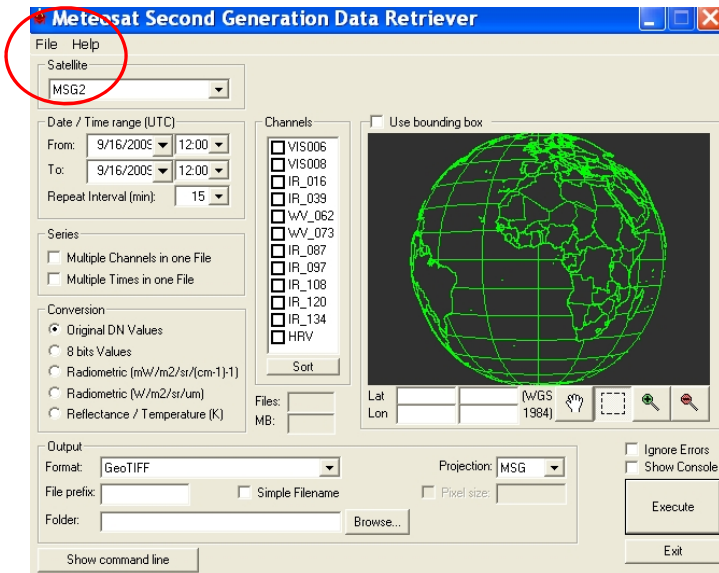 Meteosat Second Generation Data Retriever
File Help
Satellite
MSG2
Date / Time range (UTC)
From: 9/16/2009 12:00
To: 9/16/2009 12:00
Repeat Interval (min): 15
Series
Multiple Channels in one File
Multiple Times in one File
Conversion
Original DN Values
8 bits Values
Radiometric (mW/m2/sr/(cm-1)-1)
Radiometric (W/m2/sr/um)
Reflectance / Temperature (K)
Channels
VIS006
VIS008
IR_016
IR_039
WV_062
WV_073
IR_087
IR_097
IR_108
IR_120
IR_134
HRV
Sort
Files:
MB:
Use bounding box
Lat
Lon
(WGS
1984)
Output
Format: GeoTIFF
Projection: MSG
File prefix:
Simple Filename
Pixel size:
Folder:
Browse...
Ignore Errors
Show Console
Execute
Exit
Show command line